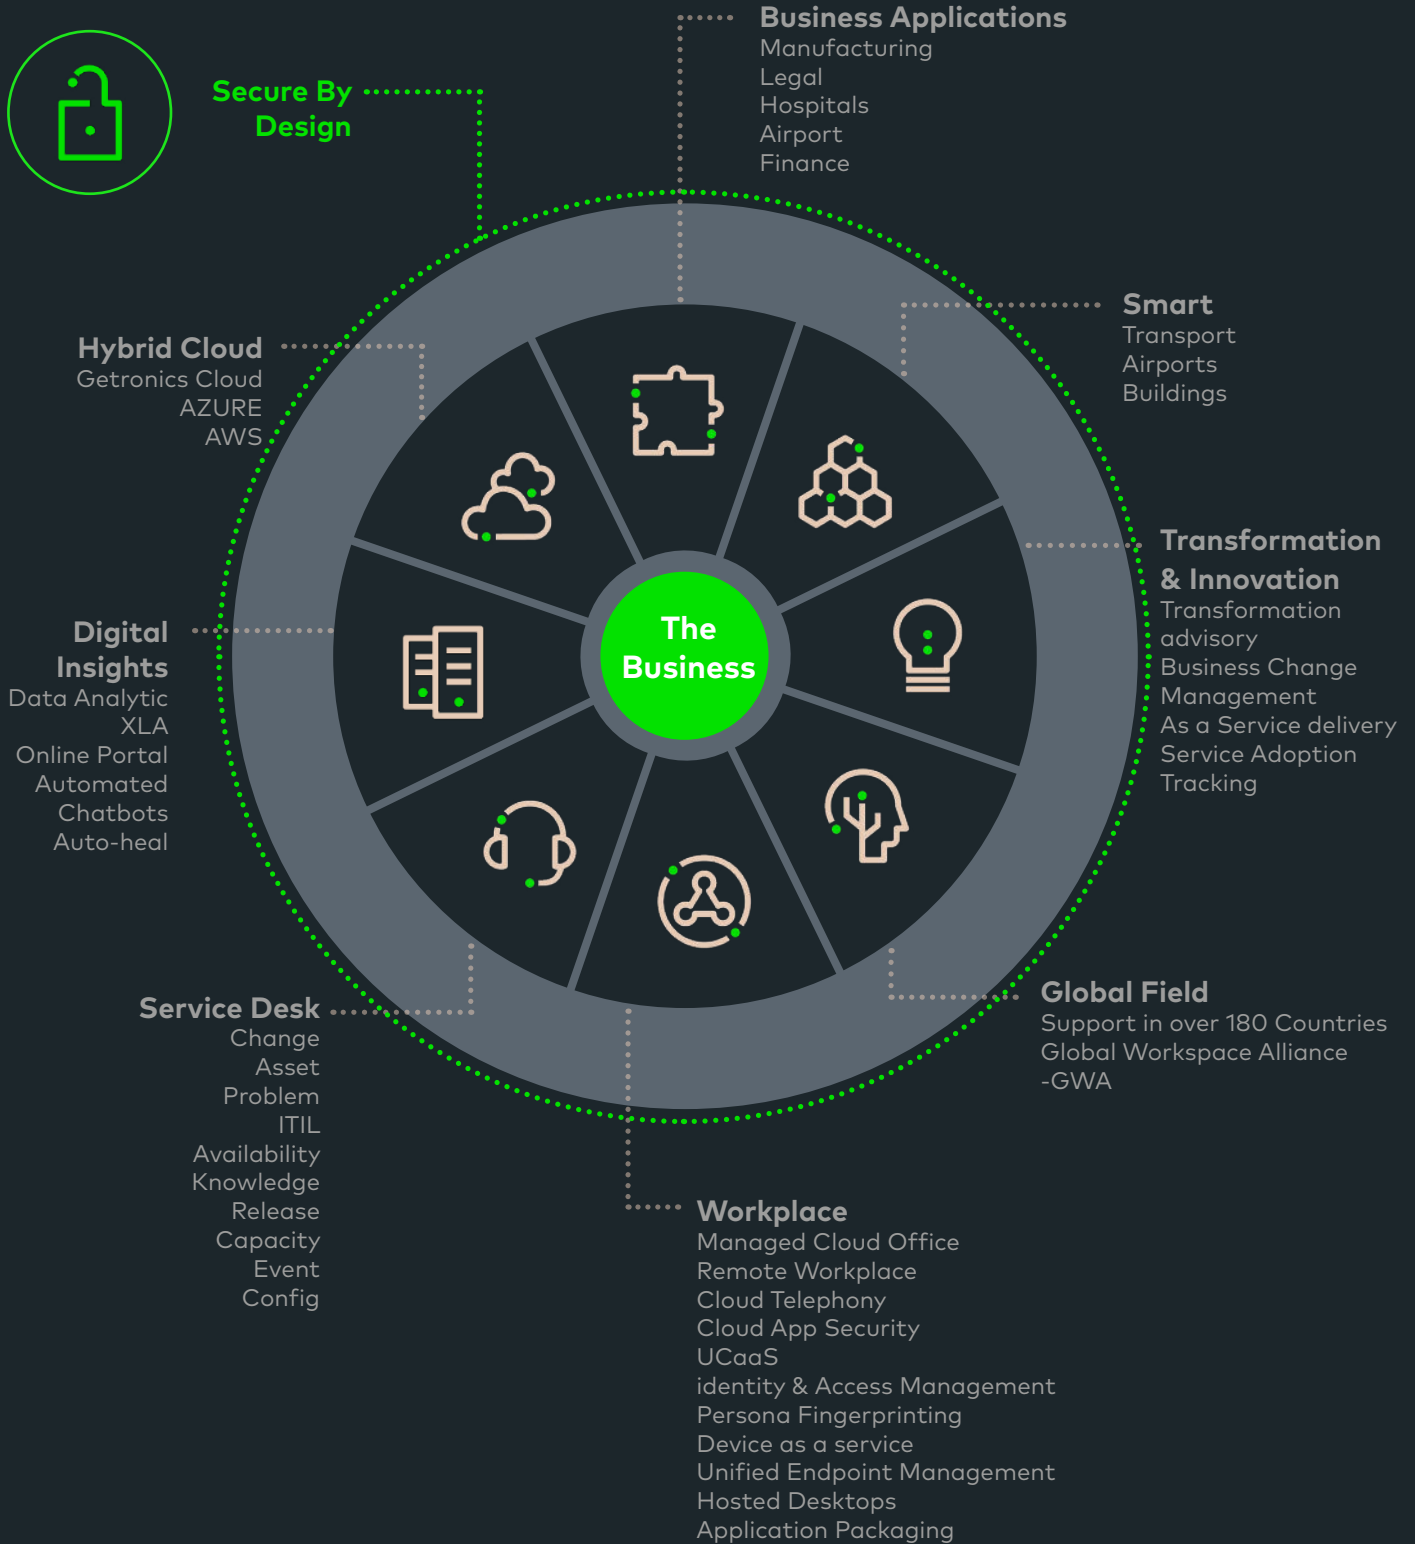 Business Applications
Manufacturing
Legal
Hospitals
Airport
Finance
Secure By
Design
Smart
Transport
Airports
Buildings
Hybrid Cloud
Getronics Cloud
AZURE
AWS
Transformation
& Innovation
Transformation
advisory
Business Change
Management
As a Service delivery
Service Adoption
Tracking
The
Business
Digital
Insights
Data Analytic
XLA
Online Portal
Automated
Chatbots
Auto-heal
Global Field
Support in over 180 Countries
Global Workspace Alliance
-GWA
Service Desk
Change
Asset
Problem
ITIL
Availability
Knowledge
Release
Capacity
Event
Config
Workplace
Managed Cloud Office
Remote Workplace
Cloud Telephony
Cloud App Security
UCaaS
identity & Access Management
Persona Fingerprinting
Device as a service
Unified Endpoint Management
Hosted Desktops
Application Packaging